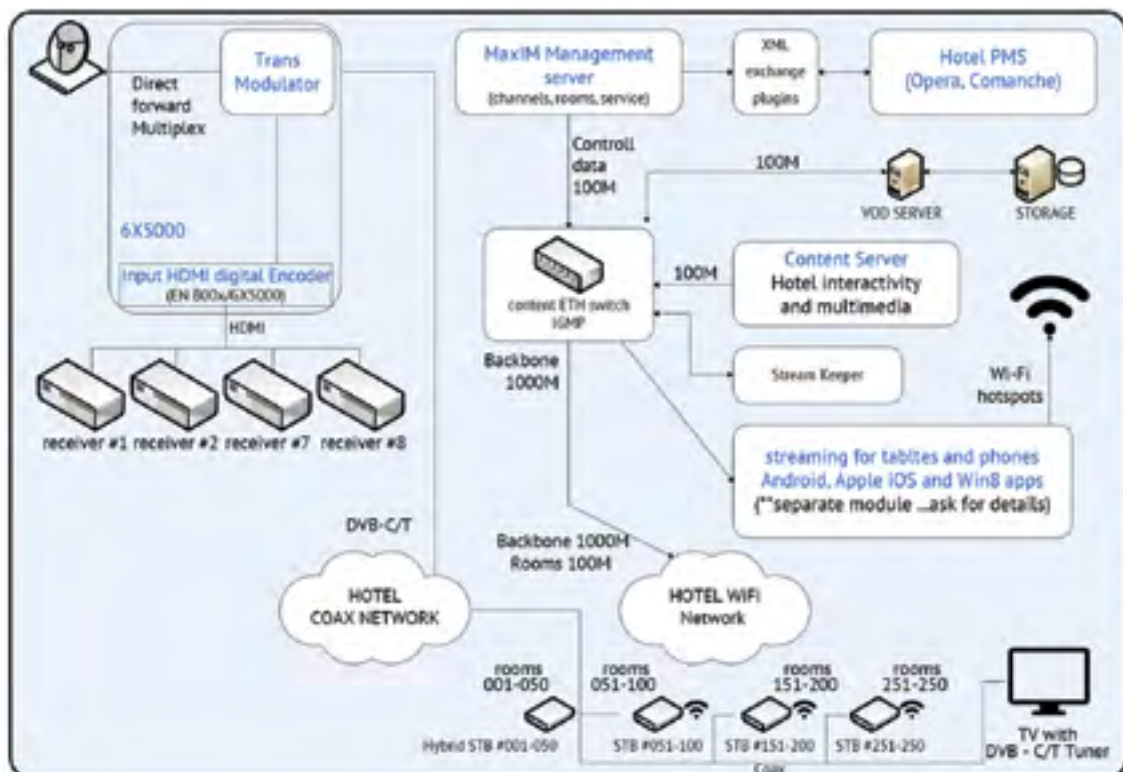 Trans
Modulator
Direct
forward
Multiplex
6X5000
Input HDMI digital Encoder
(EN 800x/6X5000)
HDMI
receiver #1
receiver #2
receiver #7
receiver #8
MaxIM Management
server
(channels, rooms, service)
XML
exchange
plugins
Hotel PMS
(Opera, Comanche)
Controll
data
100M
100M
VOD SERVER
STORAGE
content ETH switch
IGMP
100M
Content Server
Hotel interactivity
and multimedia
Stream Keeper
Wi-Fi
hotspots
Backbone
1000M
streaming for tabltes and phones
Android, Apple iOS and Win8 apps
(**separate module ...ask for details)
DVB-C/T
Backbone 1000M
Rooms 100M
HOTEL
COAX NETWORK
HOTEL WiFi
Network
rooms
001-050
rooms
051-100
rooms
151-200
rooms
251-250
Hybrid STB #001-050
STB #051-100
STB #151-200
STB #251-250
Coax
TV with
DVB - C/T Tuner